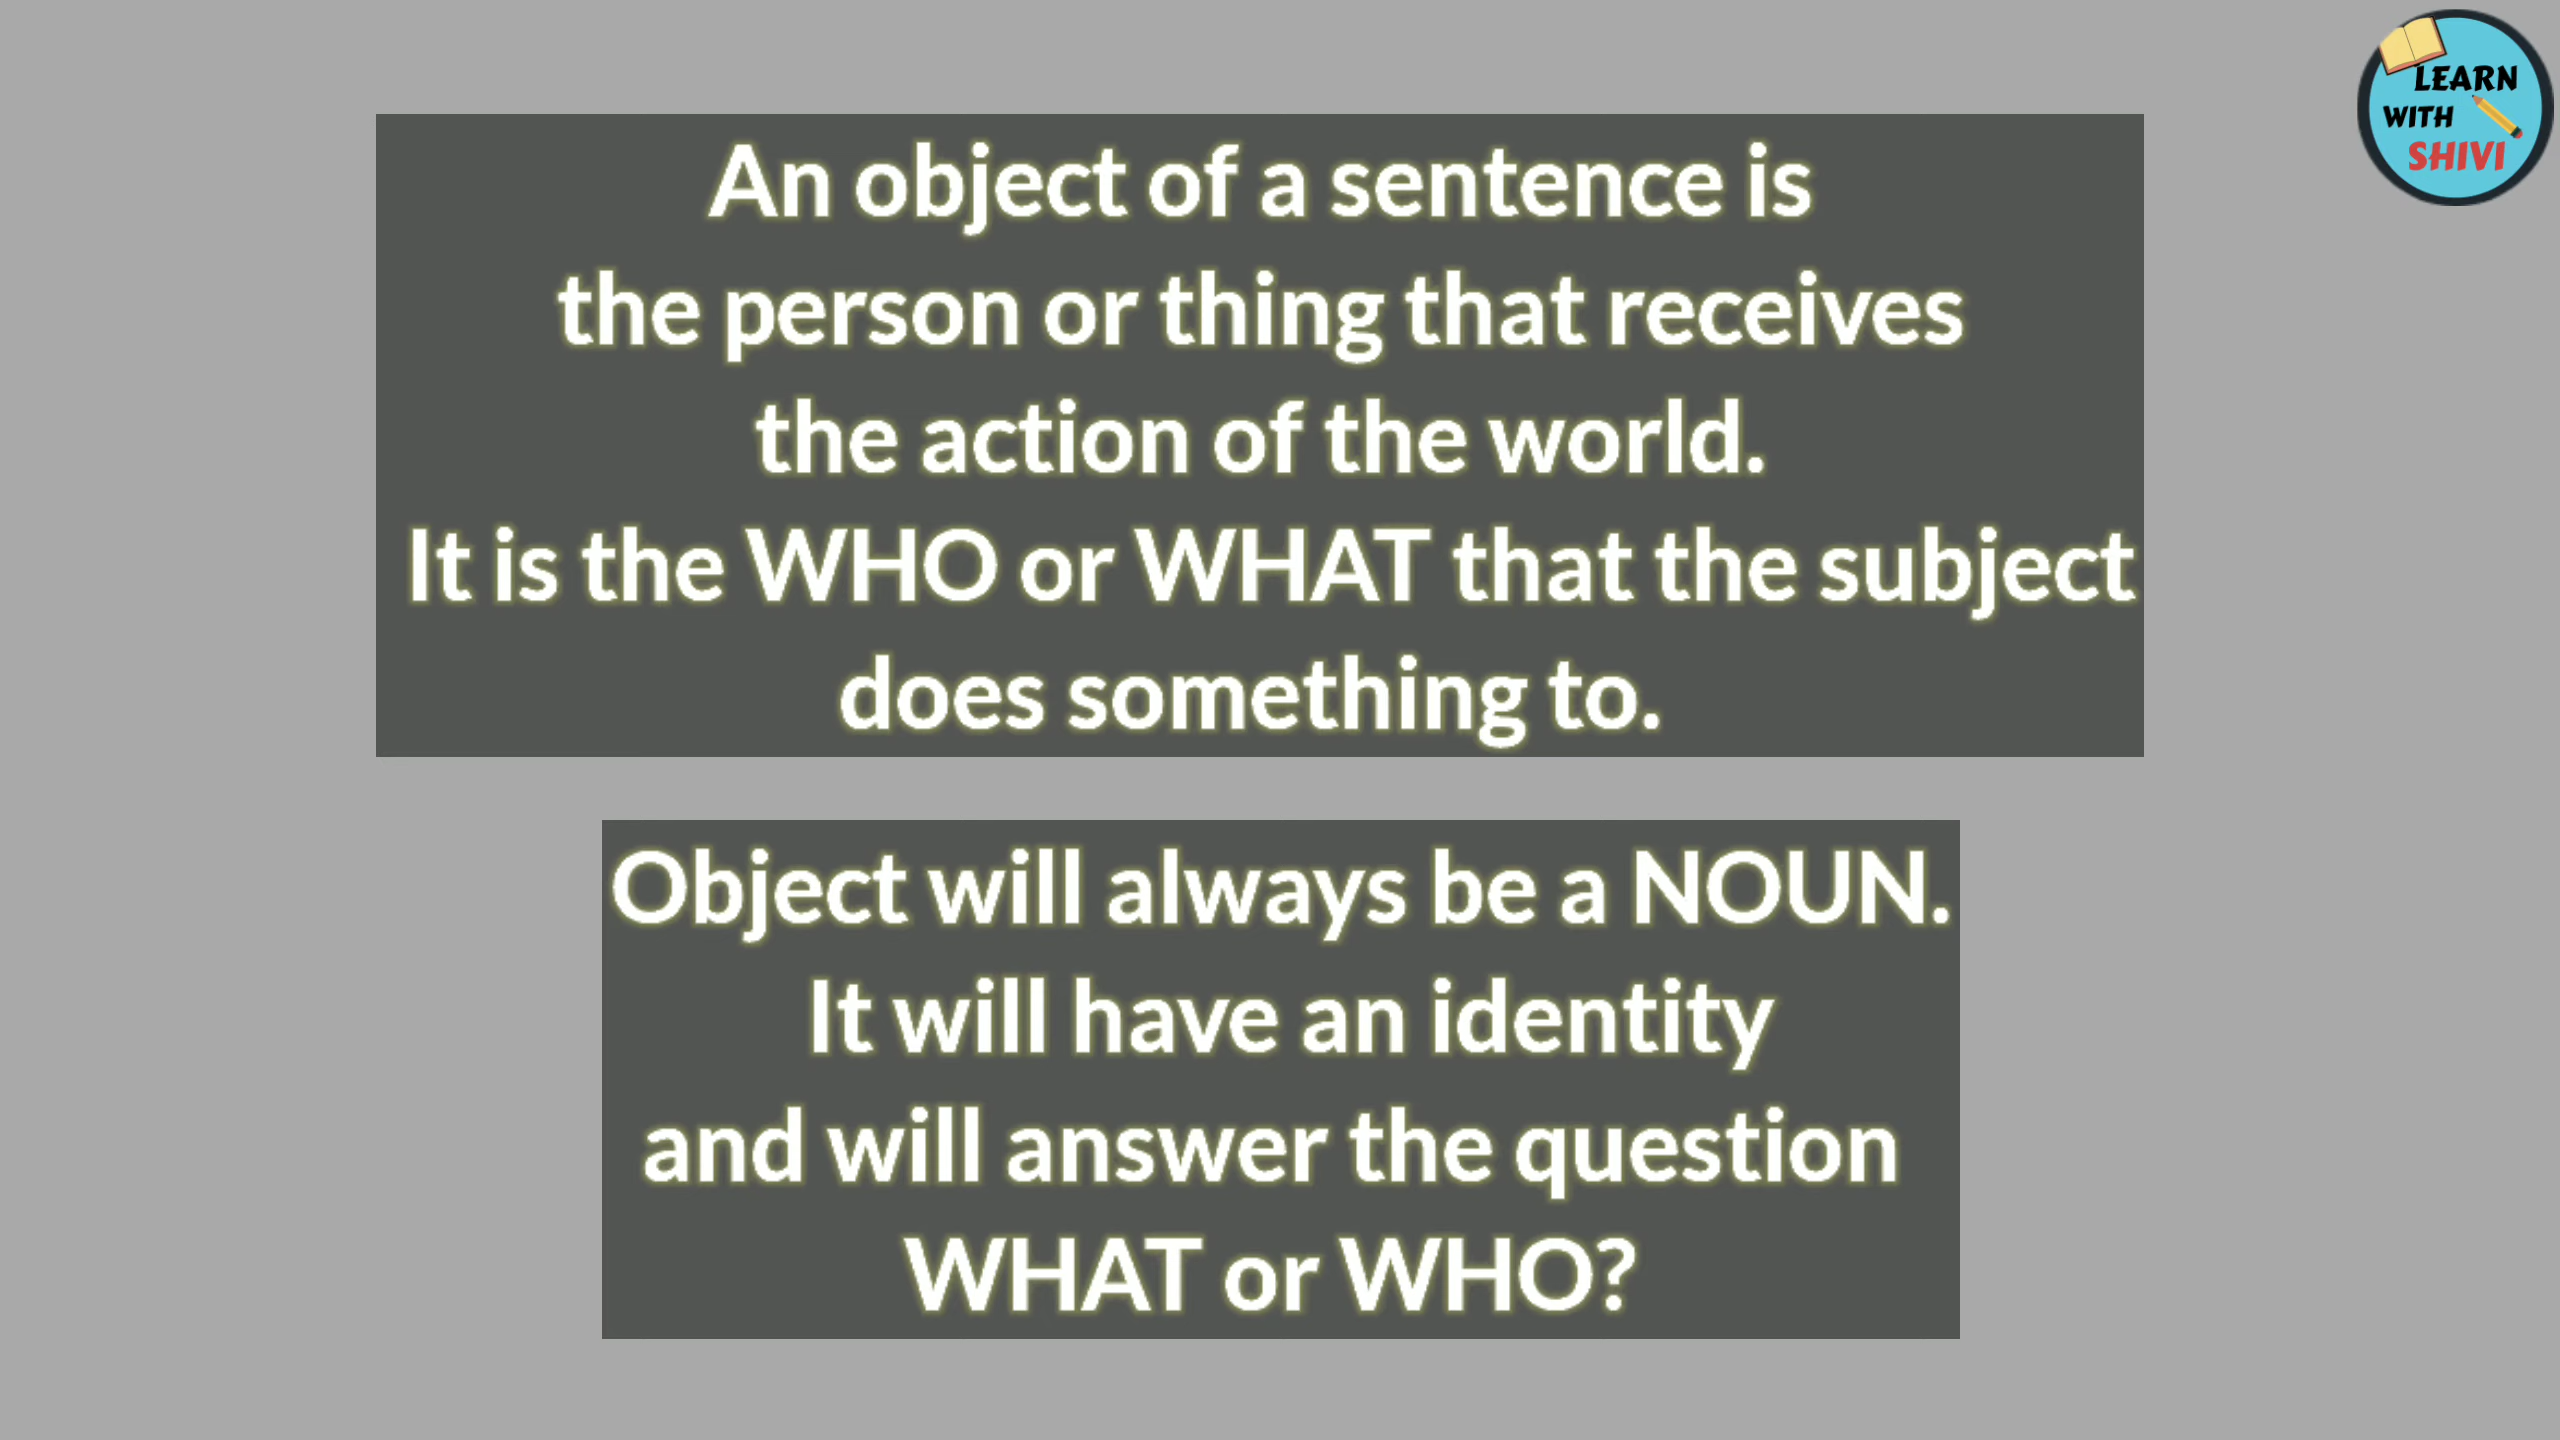 LEARN
WITH
SHIVI
An object of a sentence is
the person or thing that receives
the action of the world.
It is the WHO or WHAT that the subject
does something to.
Object will always be a NOUN.
It will have an identity
and will answer the question
WHAT or WHO?